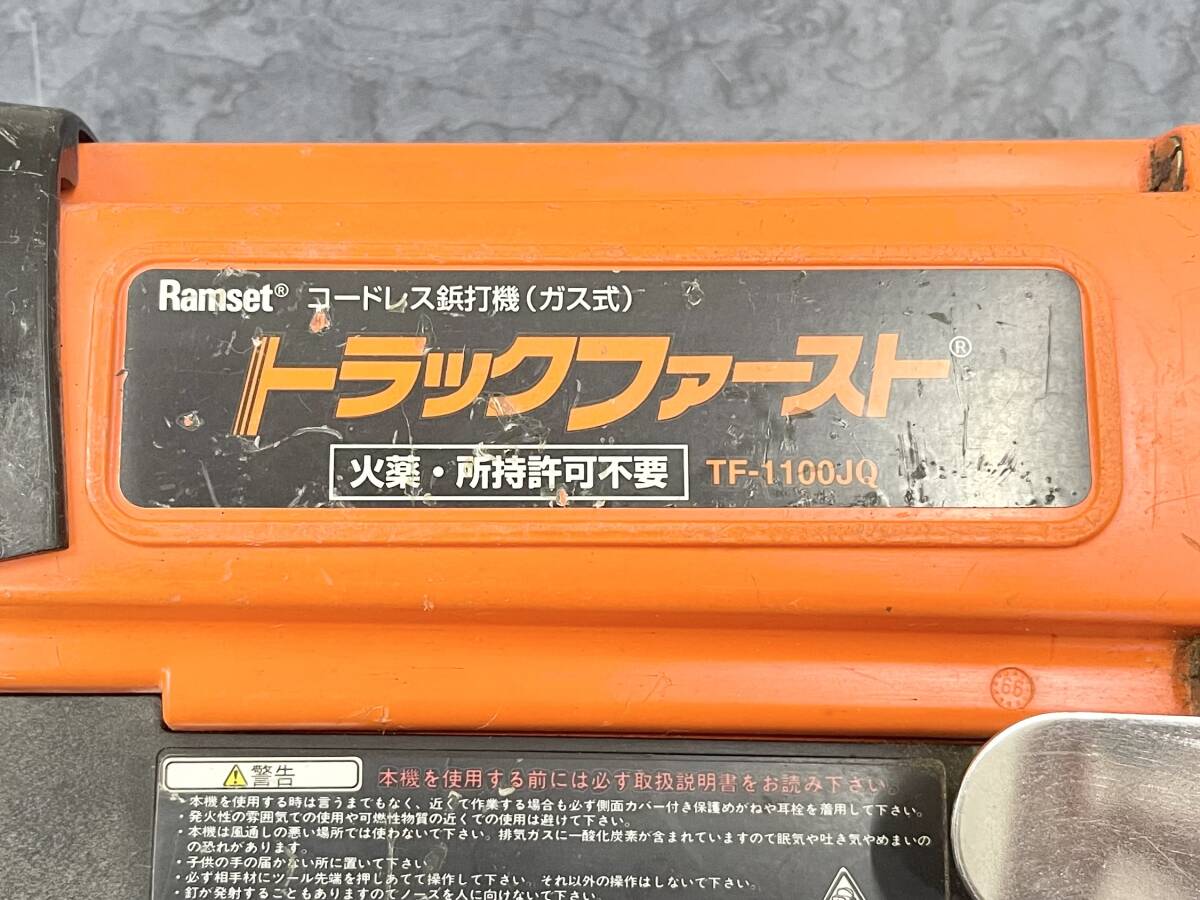 Ramset® コードレス鋲打機（ガス式）
トラックファースト®
火薬・所持許可不要 TF-1100JQ
99
⚠警告 本機を使用する前には必ず取扱説明書をお読み下さい。
・本機を使用する時は言うまでもなく、近くで作業する場合も必ず側面カバー付き保護めがねや耳栓を着用して下さい。
・発火性の雰囲気での使用や可燃性物質の近くでの使用は避けて下さい。
・本機は風通しの悪い場所では使わないで下さい。排気ガスに一酸化炭素が含まれていますので眠気や吐き気やめまいの
の恐れがあります。
・子供の手の届かない所に置いて下さい。
・必ず相手材にツール先端を押しあてて操作して下さい。それ以外の操作はしないで下さい。
・釘が発射することもありますのでノーズを人に向けないで下さい。